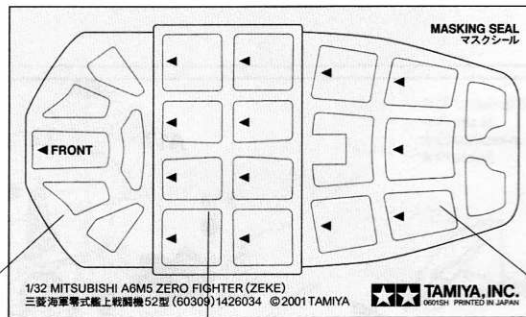 MASKING SEAL
マスクシール
◀FRONT
1/32 MITSUBISHI A6M5 ZERO FIGHTER (ZEKE)
三菱海軍零式艦上戦闘機52型 (60309) 1426034 ©2001 TAMIYA
TAMIYA, INC.
0601SH PRINTED IN JAPAN